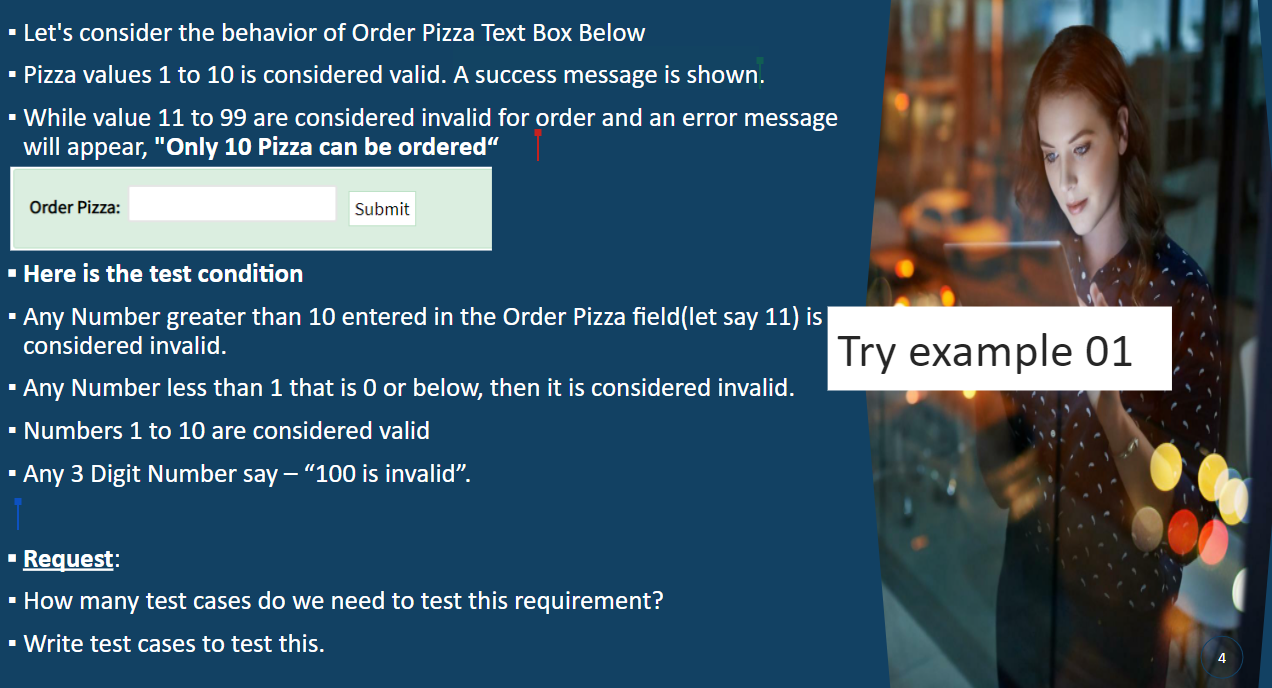 ▪ Let's consider the behavior of Order Pizza Text Box Below
▪ Pizza values 1 to 10 is considered valid. A success message is shown.
▪ While value 11 to 99 are considered invalid for order and an error message
will appear, "Only 10 Pizza can be ordered“
Order Pizza: Submit
▪ Here is the test condition
▪ Any Number greater than 10 entered in the Order Pizza field(let say 11) is
considered invalid.
▪ Any Number less than 1 that is 0 or below, then it is considered invalid.
▪ Numbers 1 to 10 are considered valid
▪ Any 3 Digit Number say – “100 is invalid”.
▪ Request:
▪ How many test cases do we need to test this requirement?
▪ Write test cases to test this.
Try example 01
4